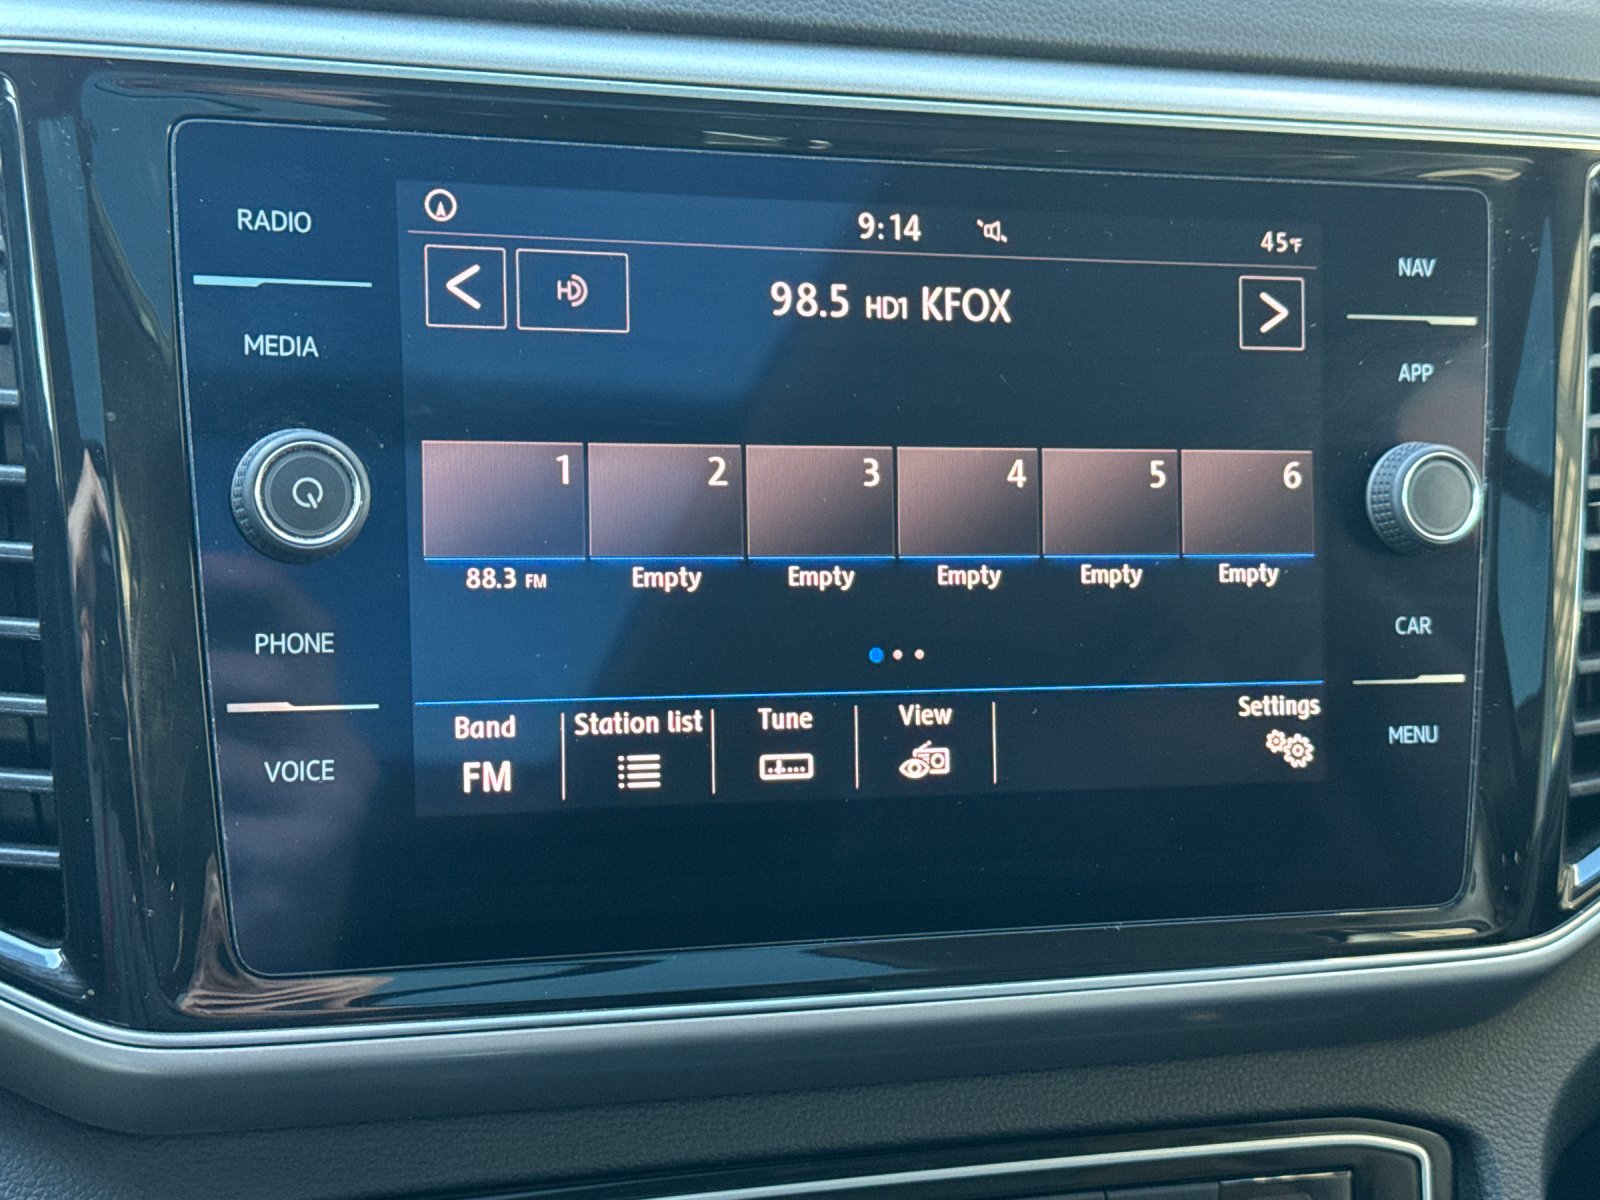 RADIO
MEDIA
PHONE
VOICE
9:14
45°F
HD
98.5 HD1 KFOX
1
2
3
4
5
6
88.3 FM
Empty
Empty
Empty
Empty
Empty
Band
FM
Station list
Tune
View
Settings
NAV
APP
CAR
MENU